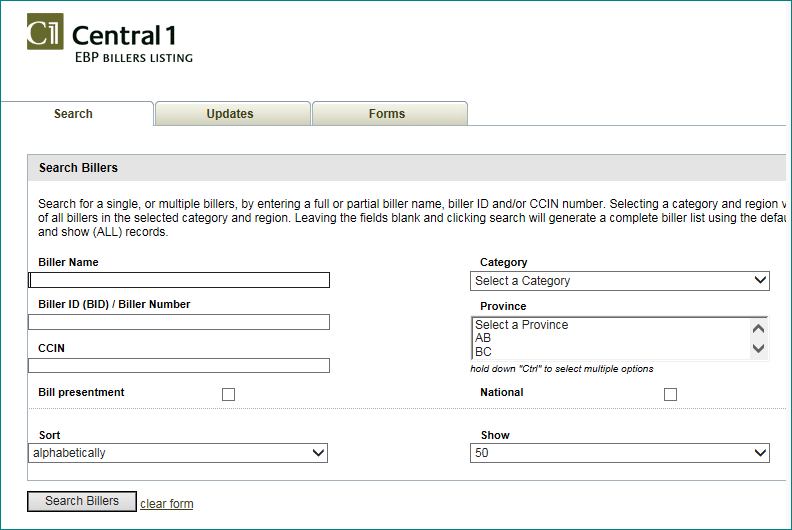 C1 Central 1
EBP BILLERS LISTING
Search Updates Forms
Search Billers
Search for a single, or multiple billers, by entering a full or partial biller name, biller ID and/or CCIN number. Selecting a category and region
of all billers in the selected category and region. Leaving the fields blank and clicking search will generate a complete biller list using the
and show (ALL) records.
Biller Name Category
Select a Category
Biller ID (BID) / Biller Number Province
Select a Province
AB
CCIN BC
hold down "Ctrl" to select multiple options
Bill presentment National
Sort Show
alphabetically 50
Search Billers clear form